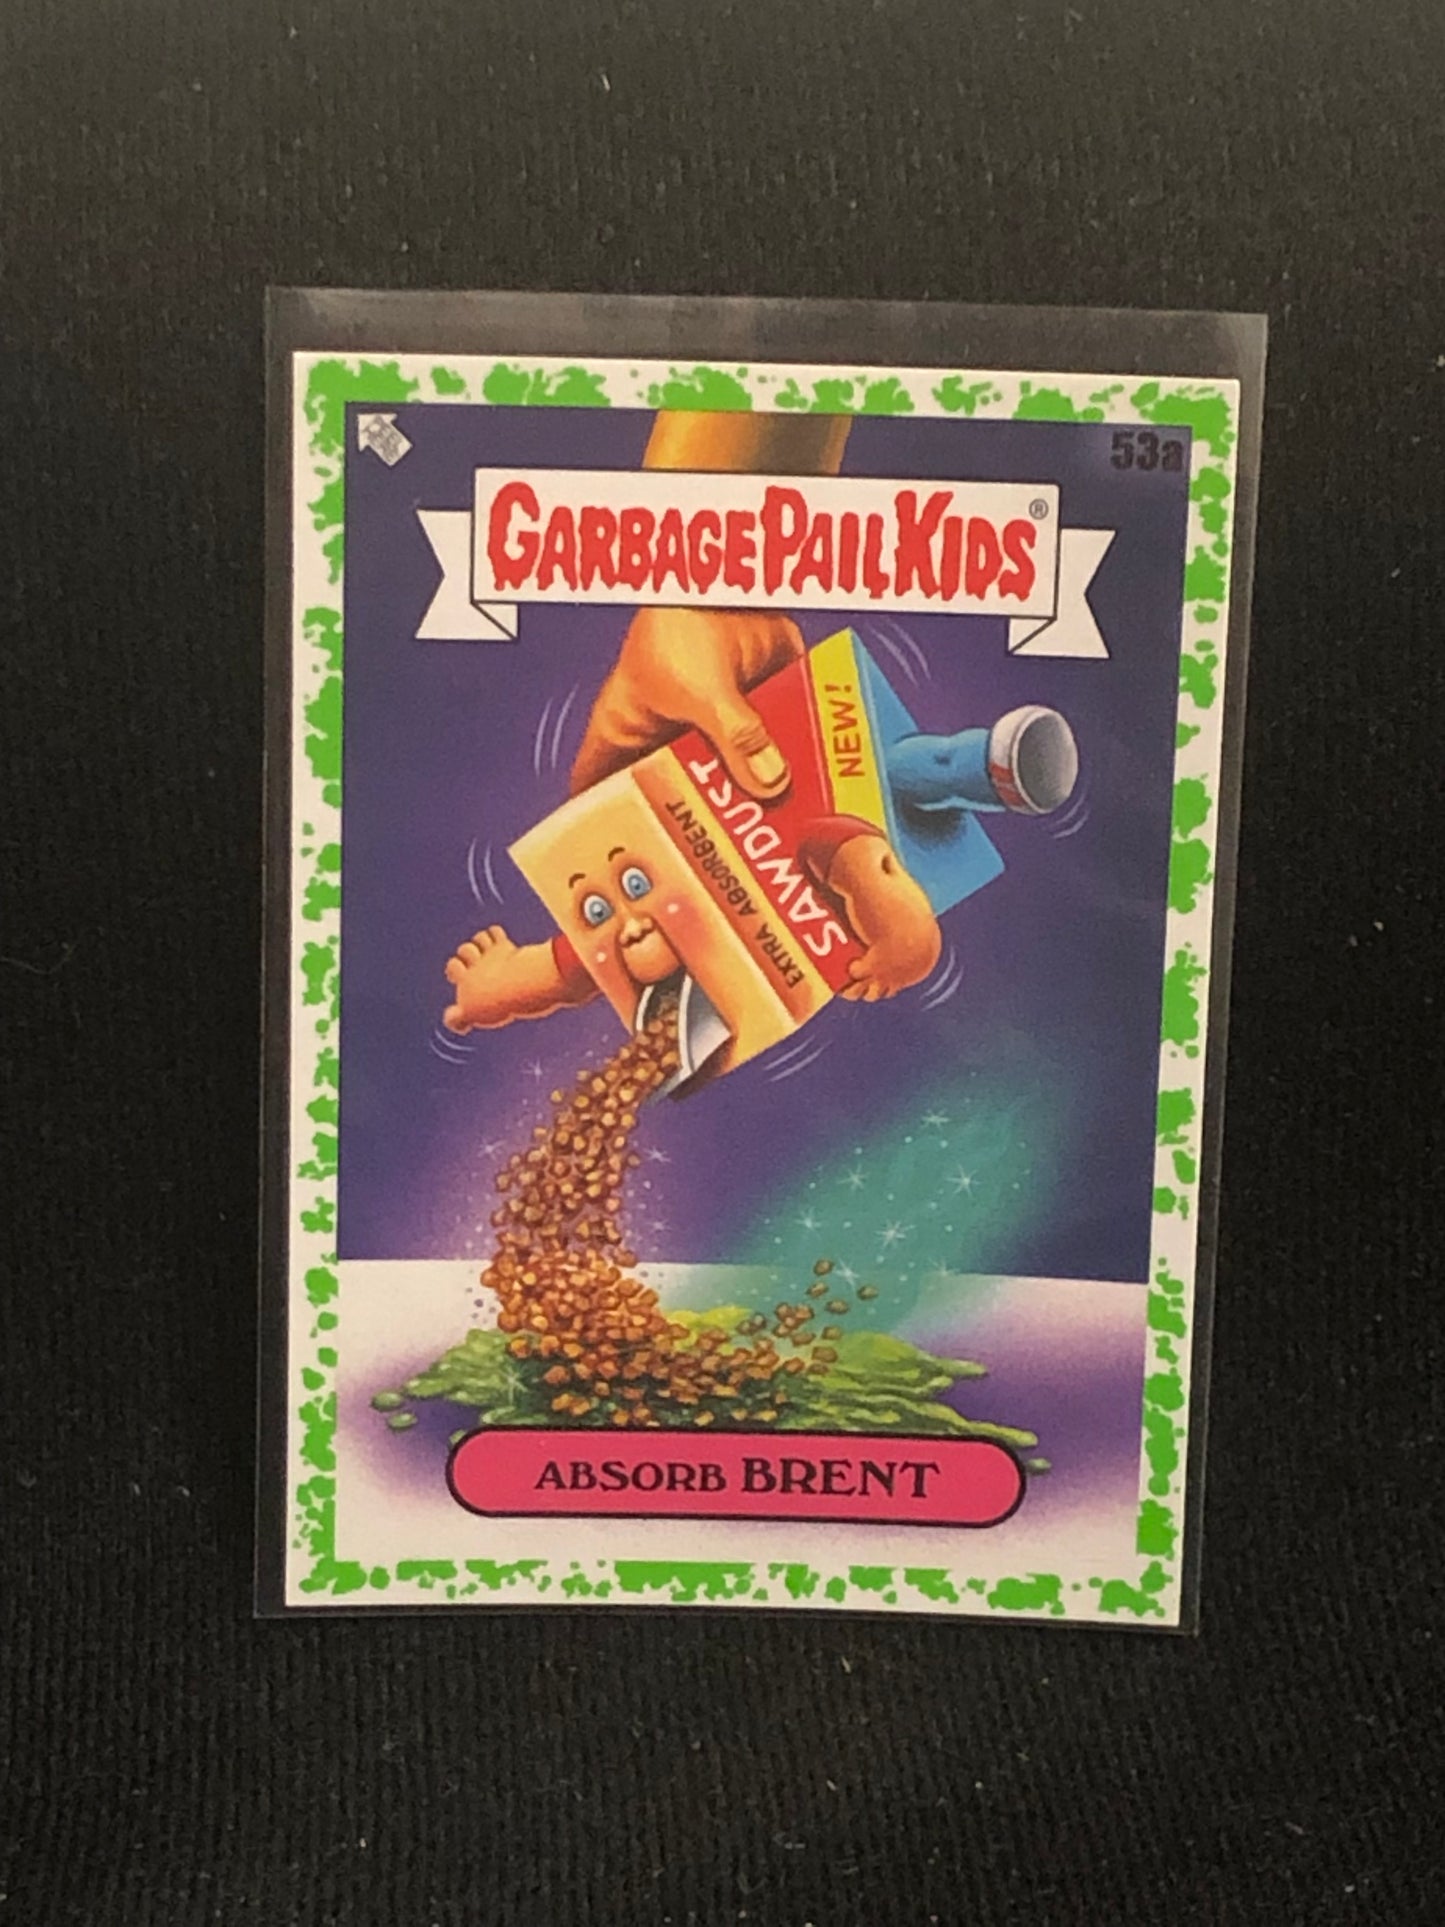 53a
GARBAGE PAIL KIDS®
NEW!
SAWDUST
EXTRA ABSORBENT
ABSORB BRENT